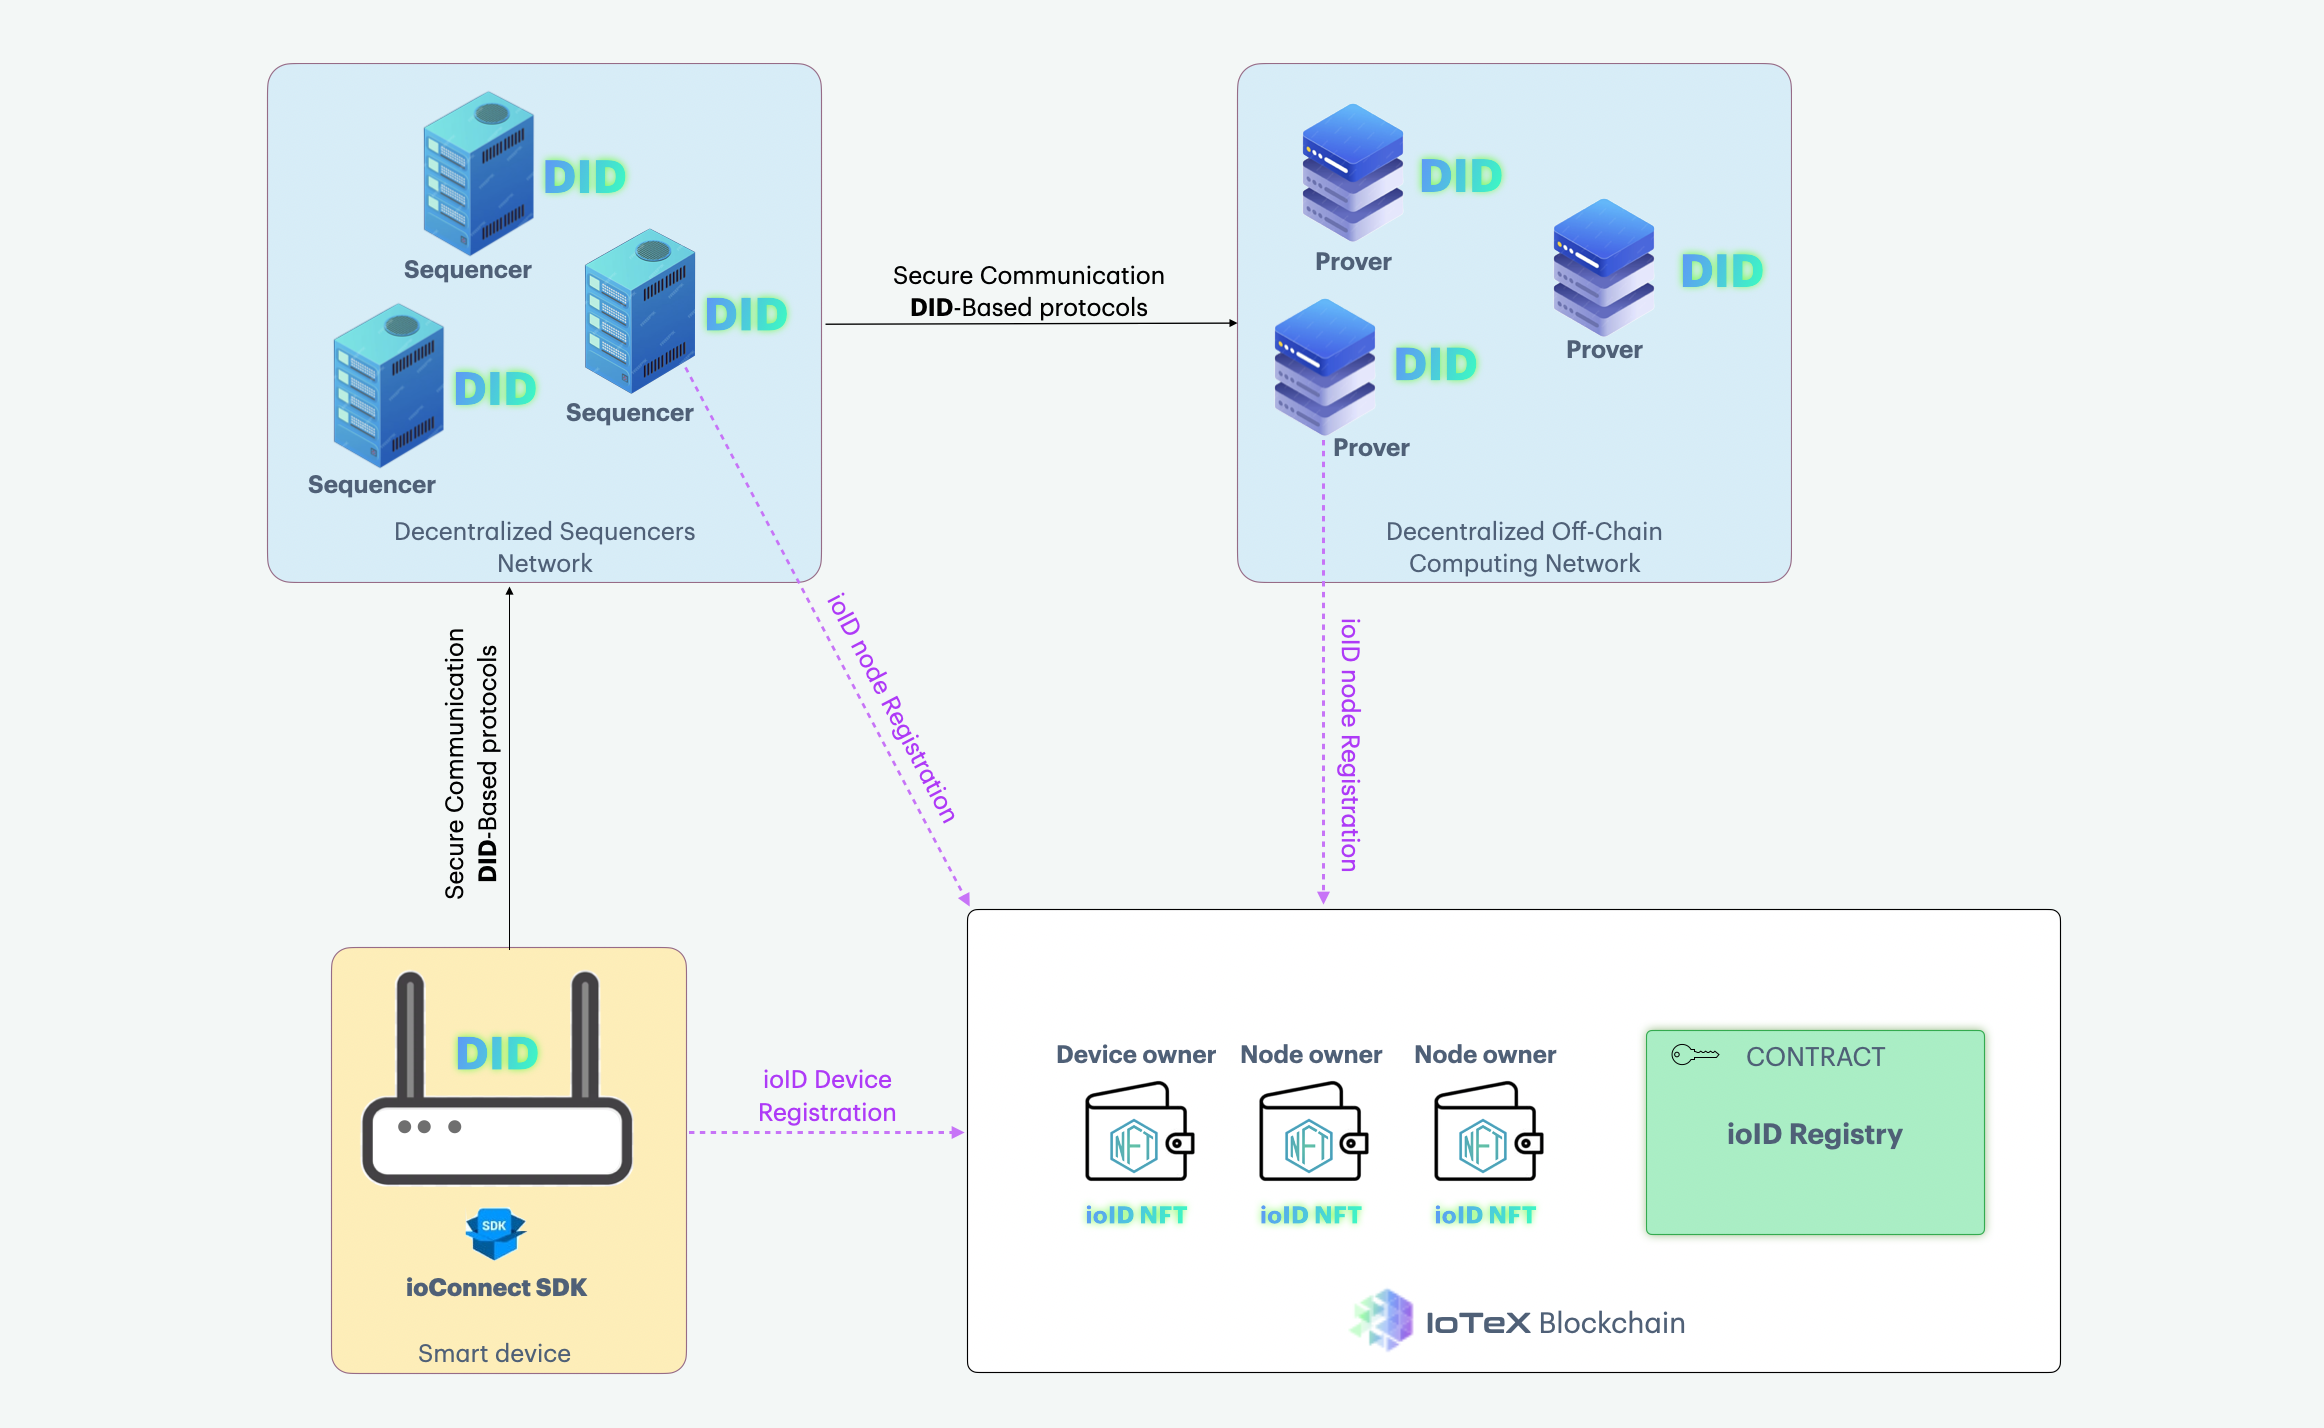 DID
Sequencer
DID
Sequencer
DID
Sequencer
Decentralized Sequencers
Network
Secure Communication
DID-Based protocols
DID
Prover
DID
Prover
DID
Prover
Decentralized Off-Chain
Computing Network
Secure Communication
DID-Based protocols
ioID node Registration
ioID node Registration
DID
SDK
ioConnect SDK
Smart device
ioID Device
Registration
Device owner
NFT
ioID NFT
Node owner
NFT
ioID NFT
Node owner
NFT
ioID NFT
CONTRACT
ioID Registry
IoTeX Blockchain